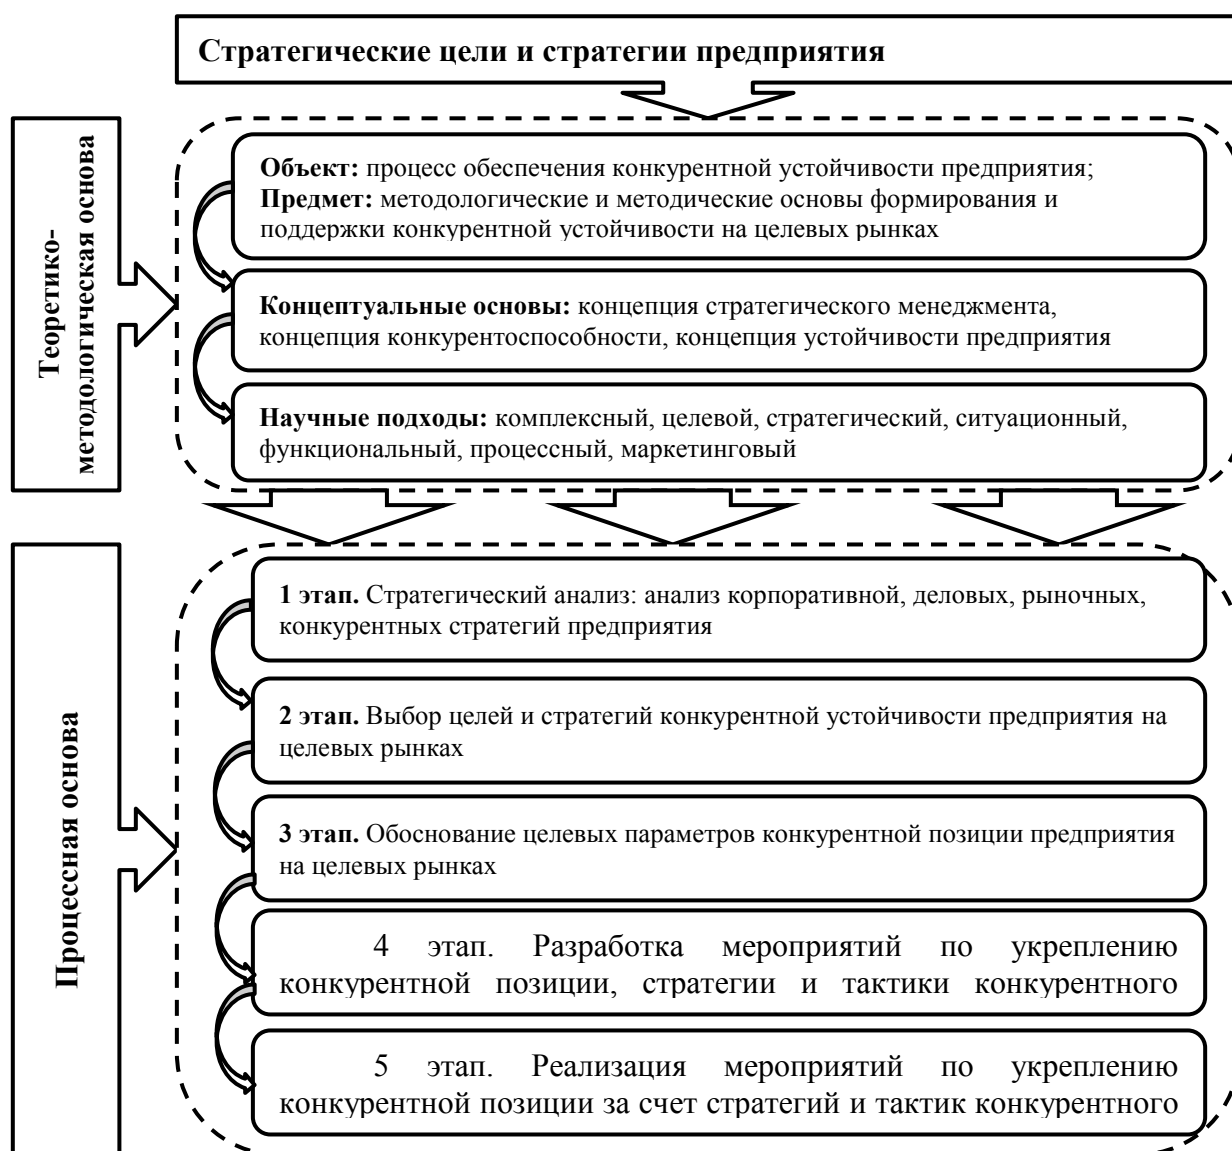 Стратегические цели и стратегии предприятия
Теоретико-
методологическая основа
Объект: процесс обеспечения конкурентной устойчивости предприятия;
Предмет: методологические и методические основы формирования и
поддержки конкурентной устойчивости на целевых рынках
Концептуальные основы: концепция стратегического менеджмента,
концепция конкурентоспособности, концепция устойчивости предприятия
Научные подходы: комплексный, целевой, стратегический, ситуационный,
функциональный, процессный, маркетинговый
Процессная основа
1 этап. Стратегический анализ: анализ корпоративной, деловых, рыночных,
конкурентных стратегий предприятия
2 этап. Выбор целей и стратегий конкурентной устойчивости предприятия на
целевых рынках
3 этап. Обоснование целевых параметров конкурентной позиции предприятия
на целевых рынках
4 этап. Разработка мероприятий по укреплению
конкурентной позиции, стратегии и тактики конкурентного
5 этап. Реализация мероприятий по укреплению
конкурентной позиции за счет стратегий и тактик конкурентного